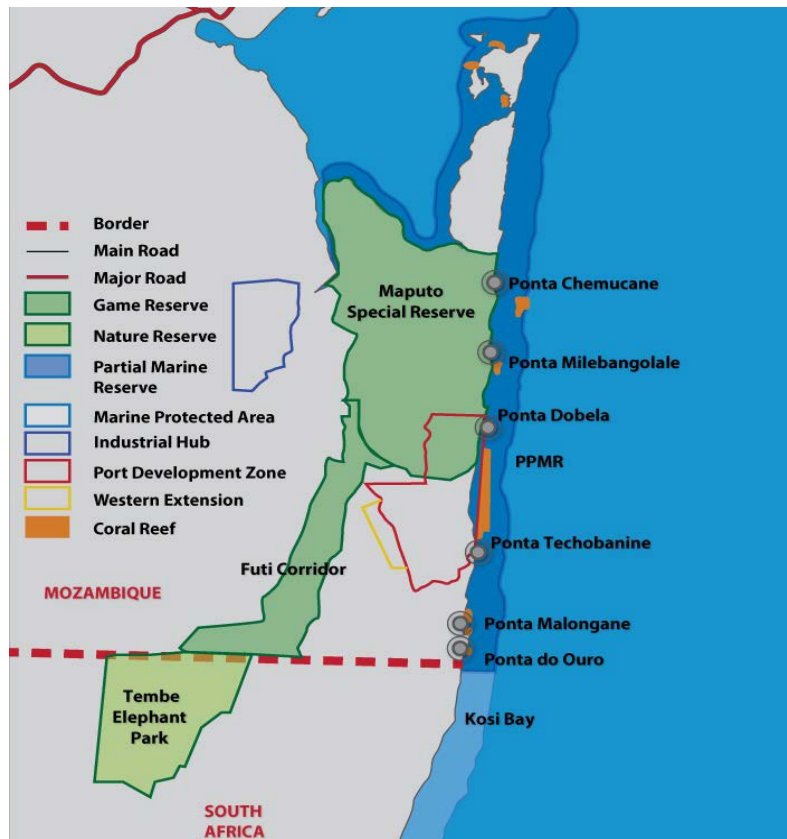 Border
Main Road
Major Road
Game Reserve
Nature Reserve
Partial Marine
Reserve
Marine Protected Area
Industrial Hub
Port Development Zone
Western Extension
Coral Reef
Maputo
Special Reserve
Ponta Chemucane
Ponta Milebangolale
Ponta Dobela
PPMR
Ponta Techobanine
Futi Corridor
MOZAMBIQUE
Ponta Malongane
Ponta do Ouro
Tembe
Elephant
Park
Kosi Bay
SOUTH
AFRICA